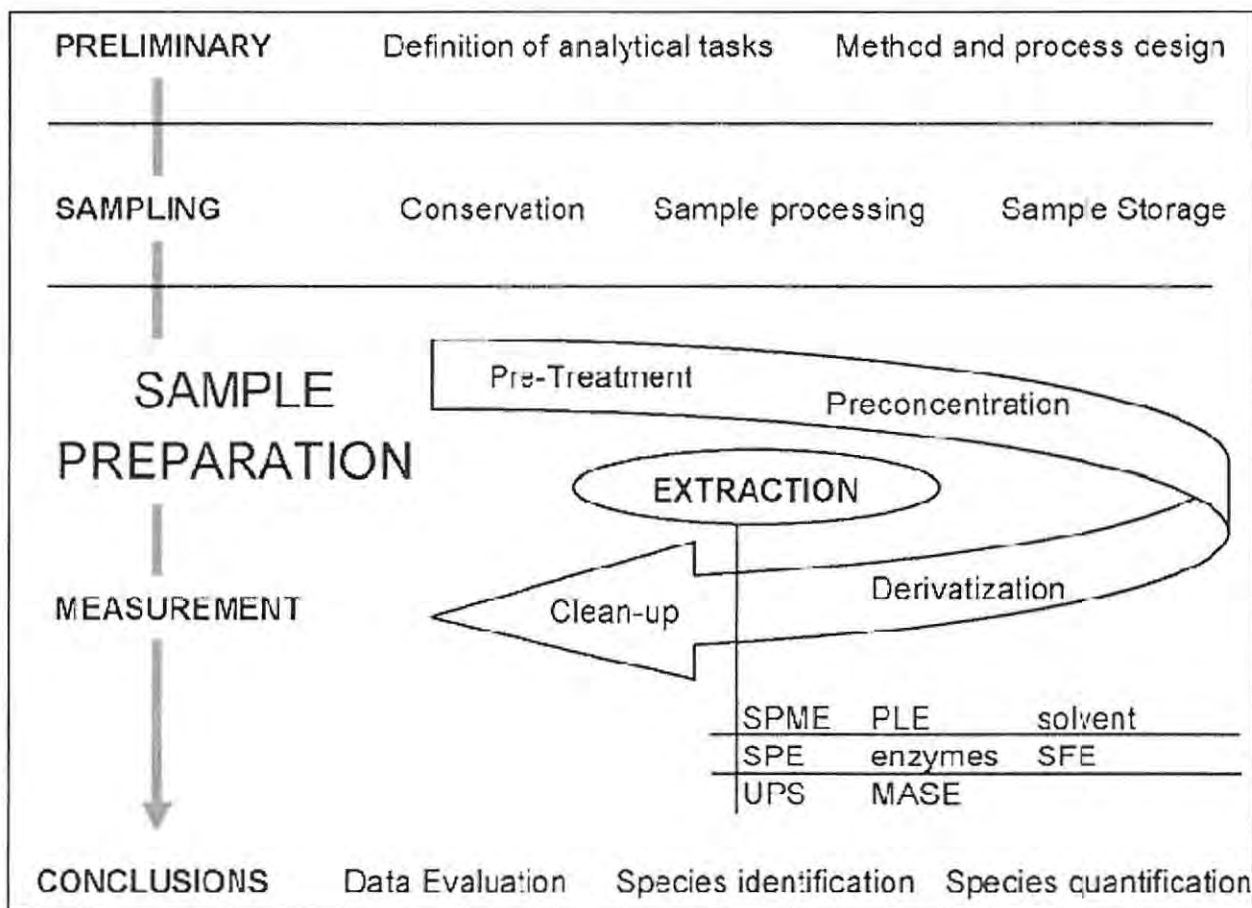 PRELIMINARY Definition of analytical tasks Method and process design
SAMPLING Conservation Sample processing Sample Storage
SAMPLE
PREPARATION
Pre-Treatment
Preconcentration
EXTRACTION
Derivatization
Clean-up
MEASUREMENT
SPME PLE solvent
SPE enzymes SFE
UPS MASE
CONCLUSIONS Data Evaluation Species identification Species quantification